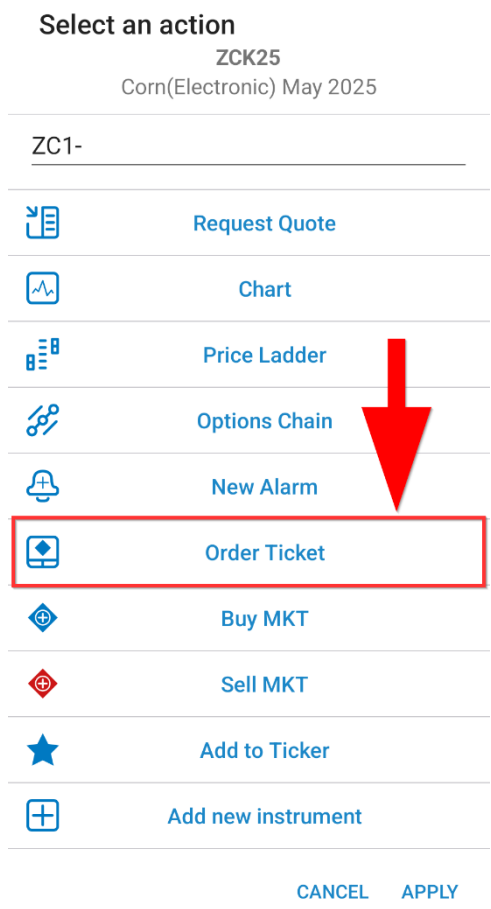 Select an action
ZCK25
Corn(Electronic) May 2025
ZC1-
Request Quote
Chart
Price Ladder
Options Chain
New Alarm
Order Ticket
Buy MKT
Sell MKT
Add to Ticker
Add new instrument
CANCEL APPLY